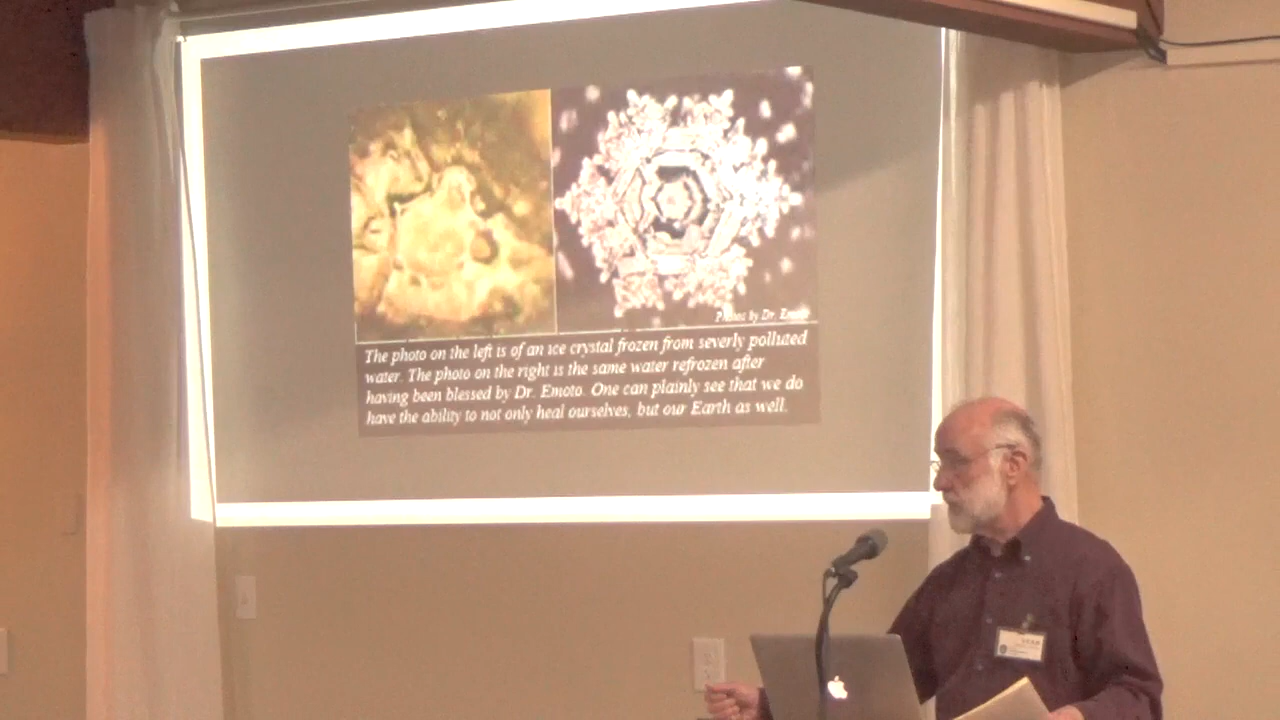 Photos by Dr. Emoto
The photo on the left is of an ice crystal frozen from severly polluted
water. The photo on the right is the same water refrozen after
having been blessed by Dr. Emoto. One can plainly see that we do
have the ability to not only heal ourselves, but our Earth as well.